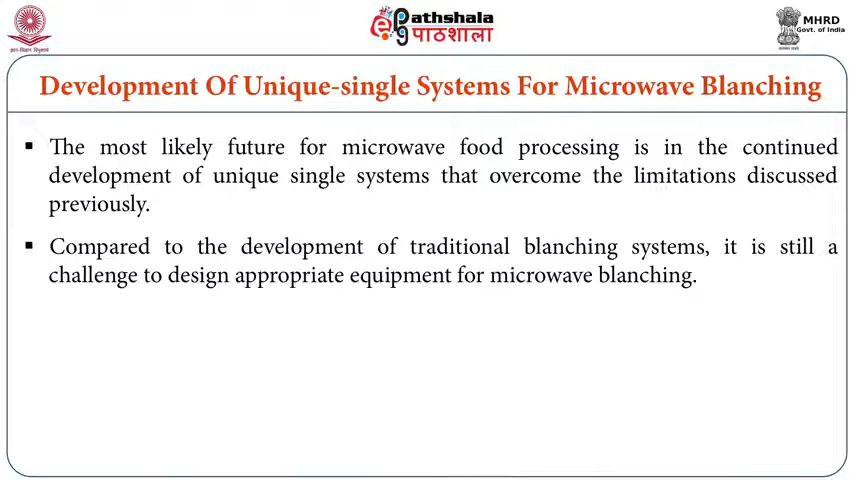 ePathshala
पाठशाला
MHRD
Govt. of India
Development Of Unique-single Systems For Microwave Blanching
▪ The most likely future for microwave food processing is in the continued
development of unique single systems that overcome the limitations discussed
previously.
▪ Compared to the development of traditional blanching systems, it is still a
challenge to design appropriate equipment for microwave blanching.